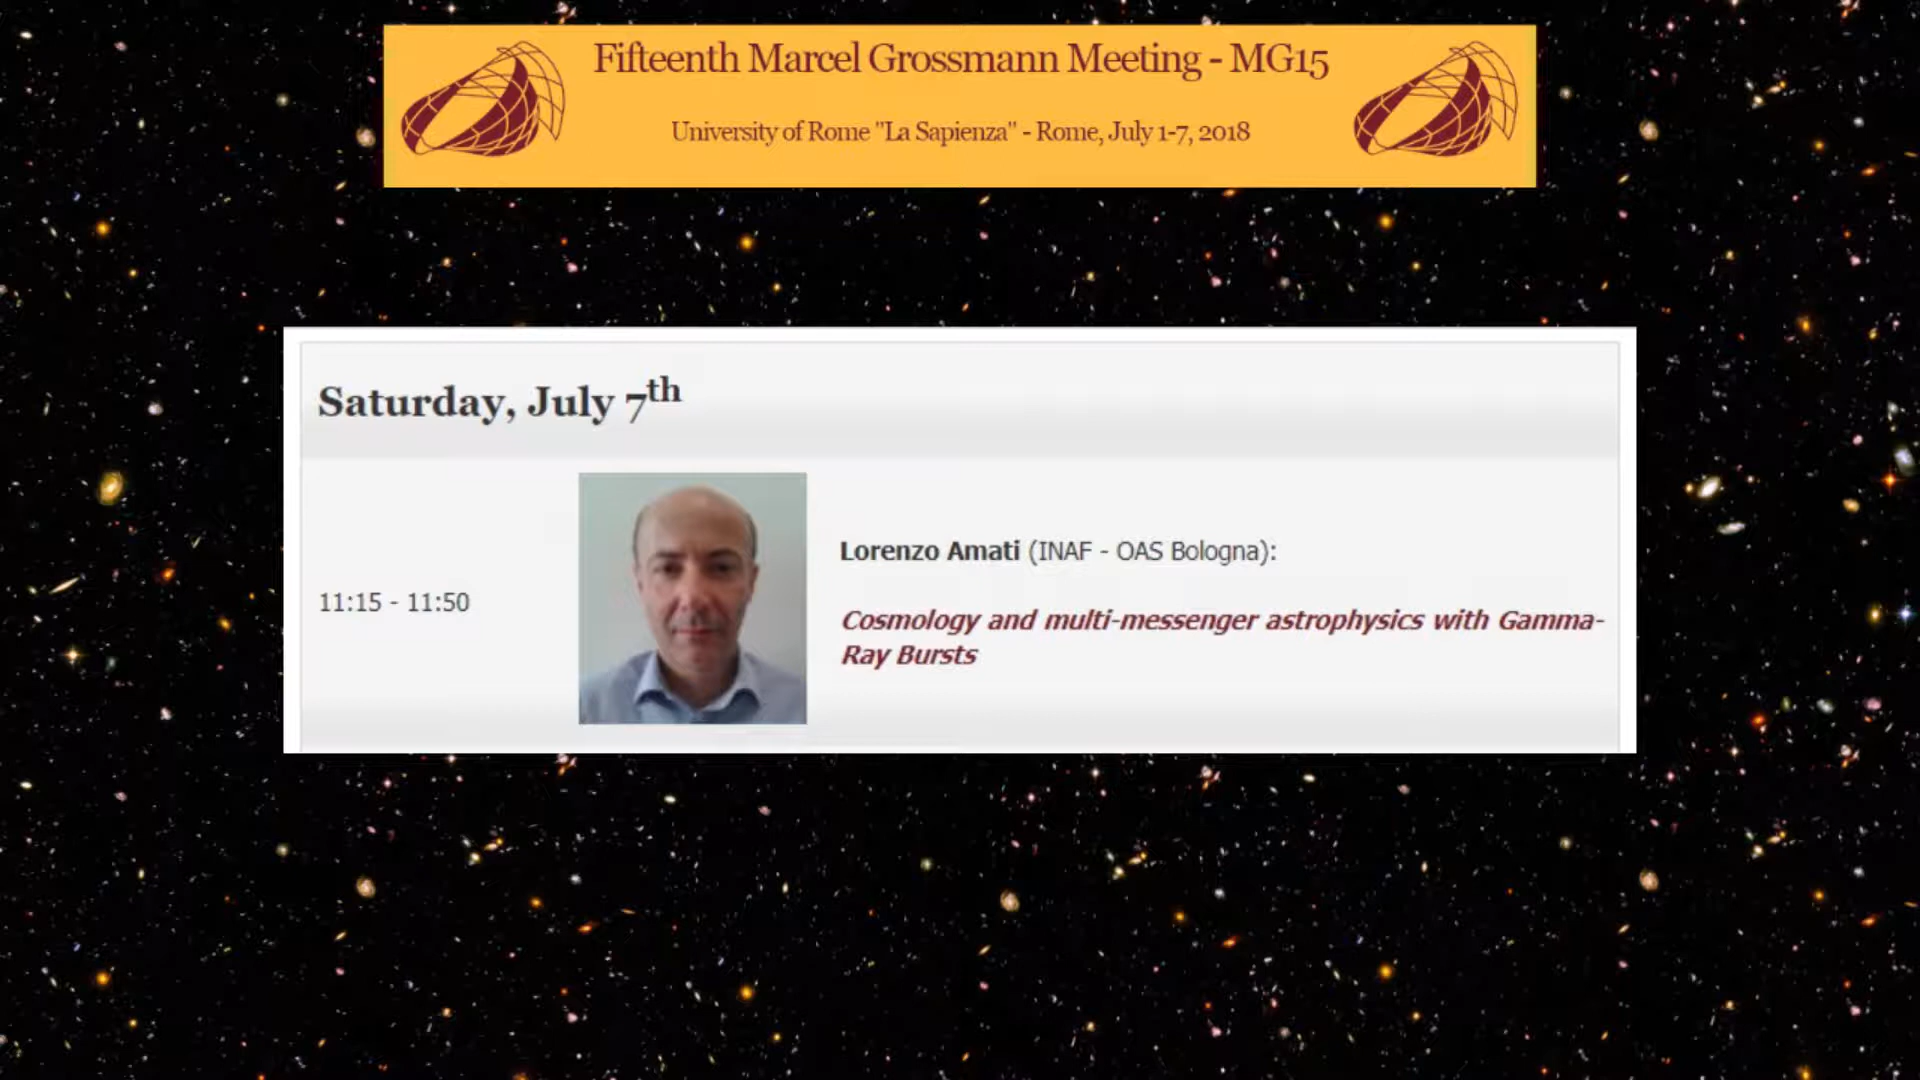 Fifteenth Marcel Grossmann Meeting - MG15
University of Rome "La Sapienza" - Rome, July 1-7, 2018
Saturday, July 7th
11:15 - 11:50
Lorenzo Amati (INAF - OAS Bologna):
Cosmology and multi-messenger astrophysics with Gamma-
Ray Bursts